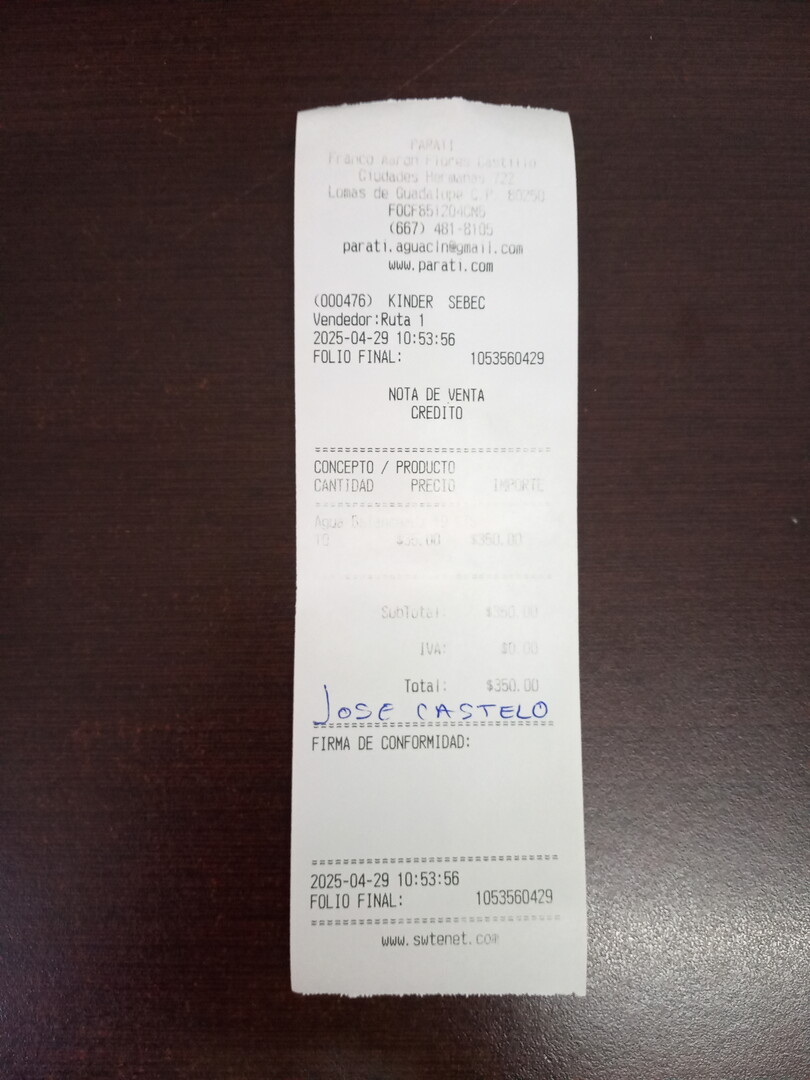 PARATI
Franco Aaron Flores Castillo
Ciudades Hermanas 722
Lomas de Guadalupe C.P. 80250
(667) 481-8105
parati.aguacln@gmail.com
www.parati.com
(000476) KINDER SEBEC
Vendedor:Ruta 1
2025-04-29 10:53:56
FOLIO FINAL: 1053560429
NOTA DE VENTA
CREDITO
CONCEPTO / PRODUCTO
CANTIDAD PRECIO IMPORTE
Agua
10 $350.00
SubTotal: $350.00
IVA: $0.00
Total: $350.00
JOSE CASTELO
FIRMA DE CONFORMIDAD:
2025-04-29 10:53:56
FOLIO FINAL: 1053560429
www.swtenet.com